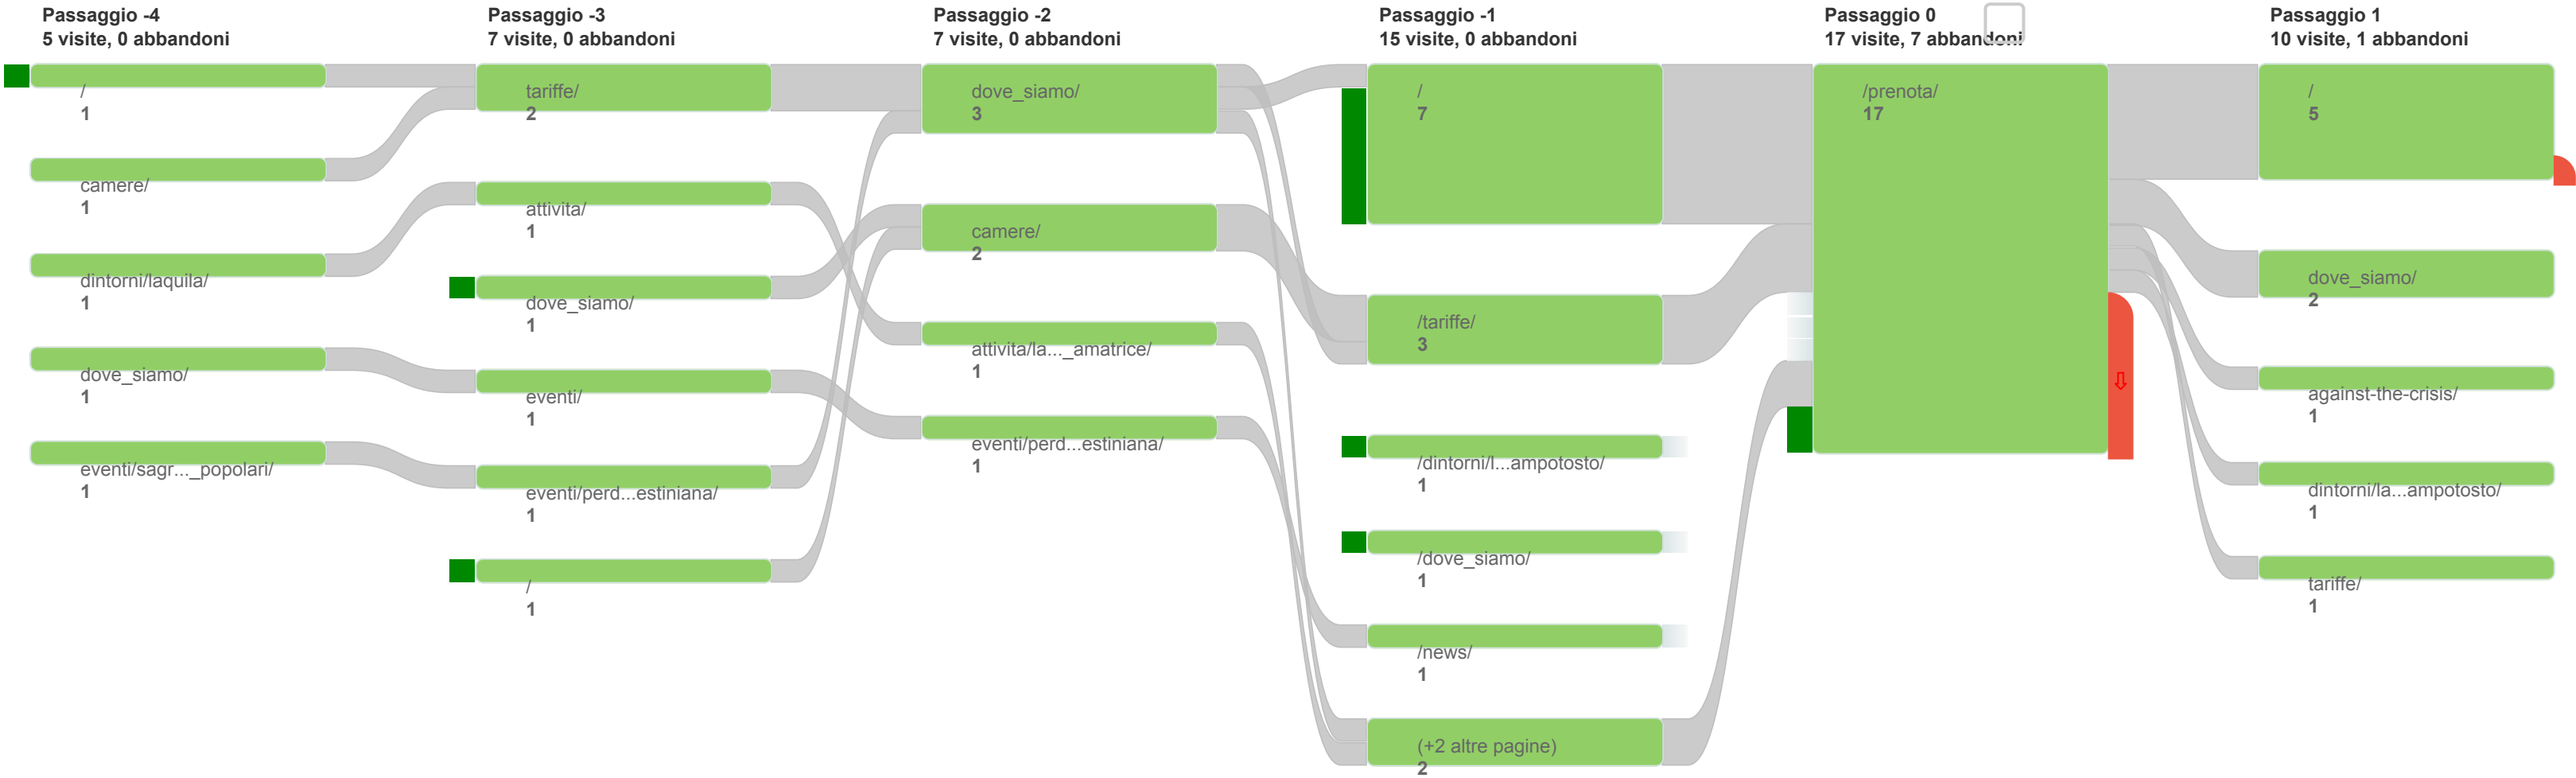 Passaggio -4
5 visite, 0 abbandoni
/
1
camere/
1
dintorni/laquila/
1
dove_siamo/
1
eventi/sagr..._popolari/
1
Passaggio -3
7 visite, 0 abbandoni
tariffe/
2
attivita/
1
dove_siamo/
1
eventi/
1
eventi/perd...estiniana/
1
/
1
Passaggio -2
7 visite, 0 abbandoni
dove_siamo/
3
camere/
2
attivita/la..._amatrice/
1
eventi/perd...estiniana/
1
Passaggio -1
15 visite, 0 abbandoni
/
7
/tariffe/
3
/dintorni/l...ampotosto/
1
/dove_siamo/
1
/news/
1
(+2 altre pagine)
2
Passaggio 0
17 visite, 7 abbandoni
/prenota/
17
Passaggio 1
10 visite, 1 abbandoni
/
5
dove_siamo/
2
against-the-crisis/
1
dintorni/la...ampotosto/
1
tariffe/
1